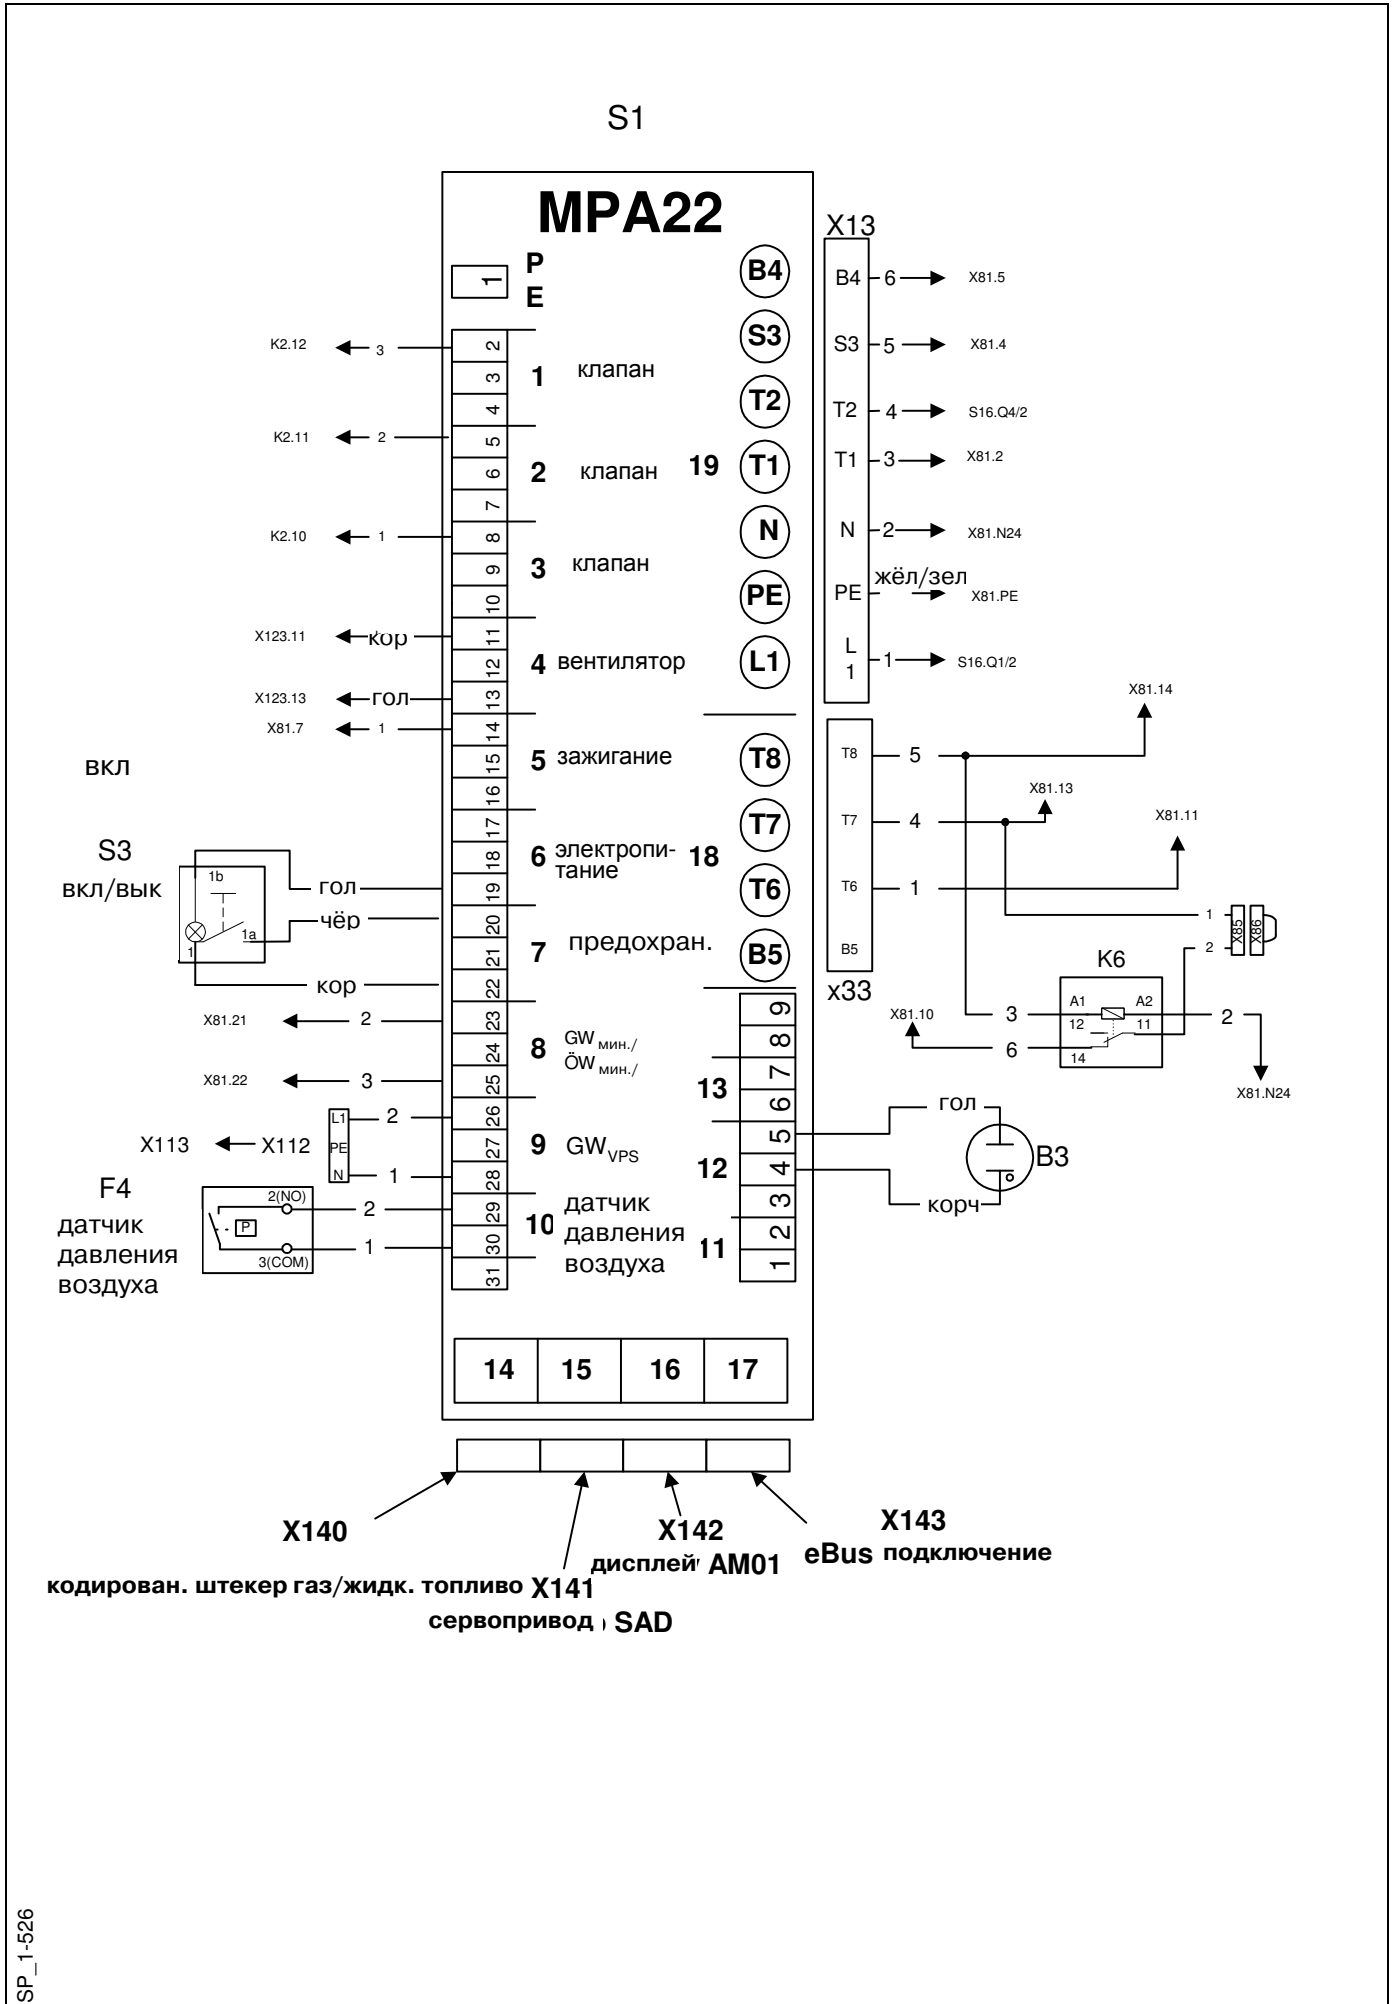 S1
MPA22
P
E
1
2
3
4
5
6
7
8
9
10
11
12
13
14
15
16
17
18
19
20
21
22
23
24
25
26
27
28
29
30
31
1 клапан
2 клапан
3 клапан
4 вентилятор
5 зажигание
6 электропи-
тание
7 предохран.
8 GW мин./
ÖW мин./
9 GW VPS
10 датчик
давления
воздуха
B4
S3
T2
19 T1
N
PE
L1
T8
T7
18
T6
B5
9
8
7
13
6
5
12 4
3
2
11
1
14 15 16 17
K2.12 3
K2.11 2
K2.10 1
X123.11 кор
X123.13 гол
X81.7 1
вкл
S3
вкл/вык
1b
1a
1
гол
чёр
кор
X81.21 2
X81.22 3
L1 2
X113 X112 PE
N 1
F4
датчик
давления
воздуха
2(NO)
P
3(COM)
2
1
X13
B4 6 X81.5
S3 5 X81.4
T2 4 S16.Q4/2
T1 3 X81.2
N 2 X81.N24
жёл/зел
PE X81.PE
L
1 1 S16.Q1/2
X81.14
T8 5
X81.13
T7 4
X81.11
T6 1
B5
x33
1
2
X85 X86
K6
A1 A2
12 11
14
3
2
X81.10
6
X81.N24
гол
B3
корч
X140
X142
дисплей AM01
X143
eBus подключение
кодирован. штекер газ/жидк. топливо X141
сервопривод SAD
SP_1-526